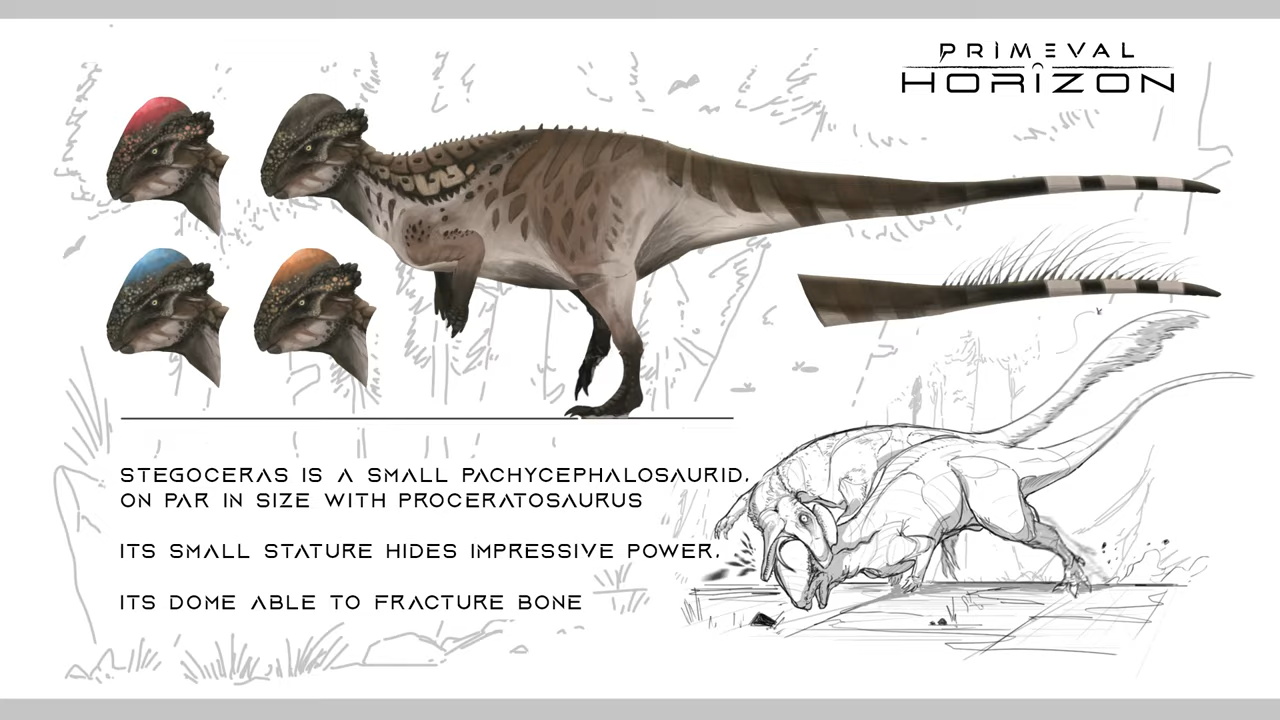 PRIMEVAL
HORIZON
STEGOCERAS IS A SMALL PACHYCEPHALOSAURID,
ON PAR IN SIZE WITH PROCERATOSAURUS
ITS SMALL STATURE HIDES IMPRESSIVE POWER,
ITS DOME ABLE TO FRACTURE BONE